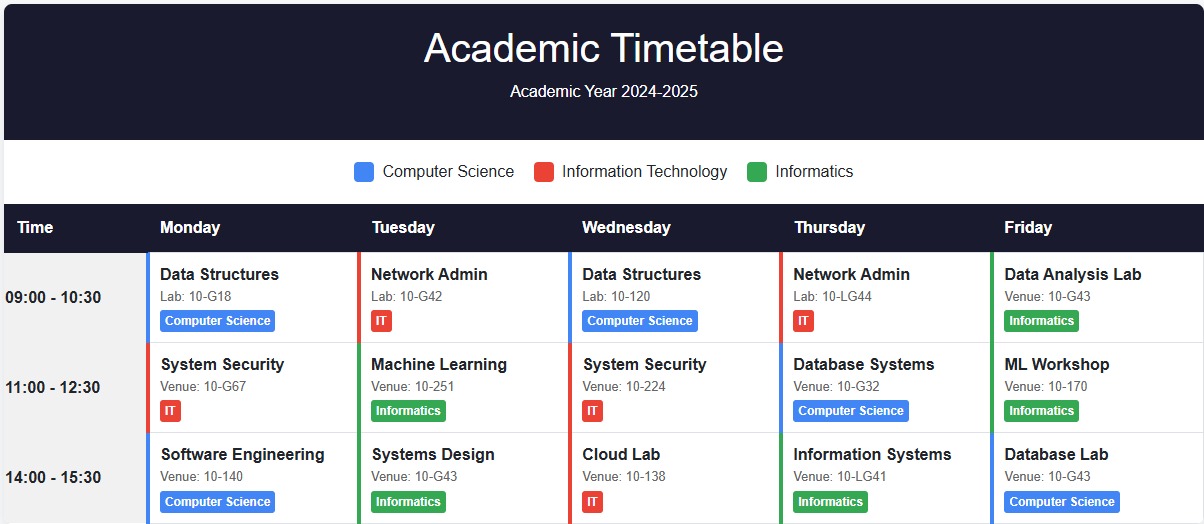 Academic Timetable
Academic Year 2024-2025
Computer Science Information Technology Informatics
Time Monday Tuesday Wednesday Thursday Friday
09:00 - 10:30
Data Structures
Lab: 10-G18
Computer Science
Network Admin
Lab: 10-G42
IT
Data Structures
Lab: 10-120
Computer Science
Network Admin
Lab: 10-LG44
IT
Data Analysis Lab
Venue: 10-G43
Informatics
11:00 - 12:30
System Security
Venue: 10-G67
IT
Machine Learning
Venue: 10-251
Informatics
System Security
Venue: 10-224
IT
Database Systems
Venue: 10-G32
Computer Science
ML Workshop
Venue: 10-170
Informatics
14:00 - 15:30
Software Engineering
Venue: 10-140
Computer Science
Systems Design
Venue: 10-G43
Informatics
Cloud Lab
Venue: 10-138
IT
Information Systems
Venue: 10-LG41
Informatics
Database Lab
Venue: 10-G43
Computer Science